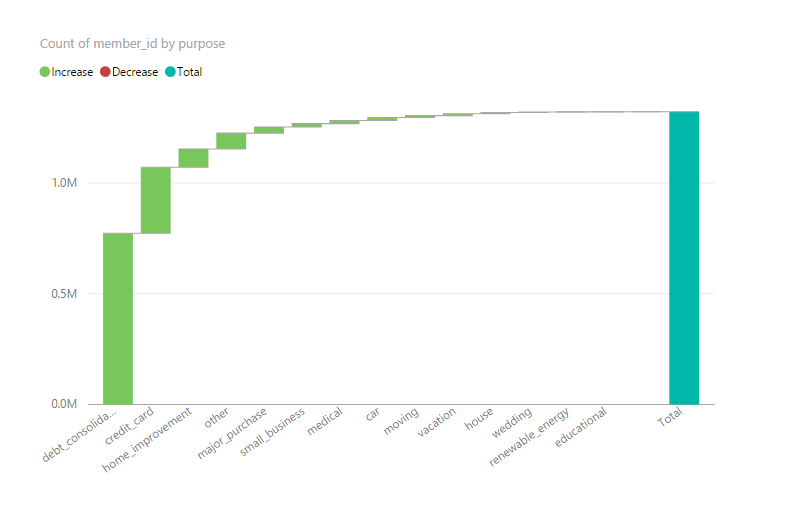 Count of member_id by purpose
Increase Decrease Total
1.0M
0.5M
0.0M
debt_consolida...
credit_card
home_improvement
other
major_purchase
small_business
medical
car
moving
vacation
house
wedding
renewable_energy
educational
Total